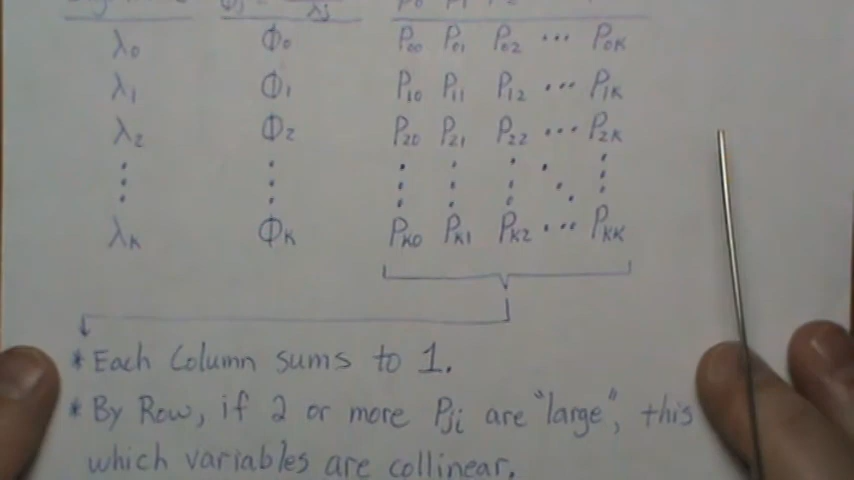 λj
λ0 Φ0 P00 P01 P02 ... P0K
λ1 Φ1 P10 P11 P12 ... P1K
λ2 Φ2 P20 P21 P22 ... P2K
λK ΦK PK0 PK1 PK2 ... PKK
* Each Column sums to 1.
* By Row, if 2 or more Pji are "large", this
which variables are collinear.